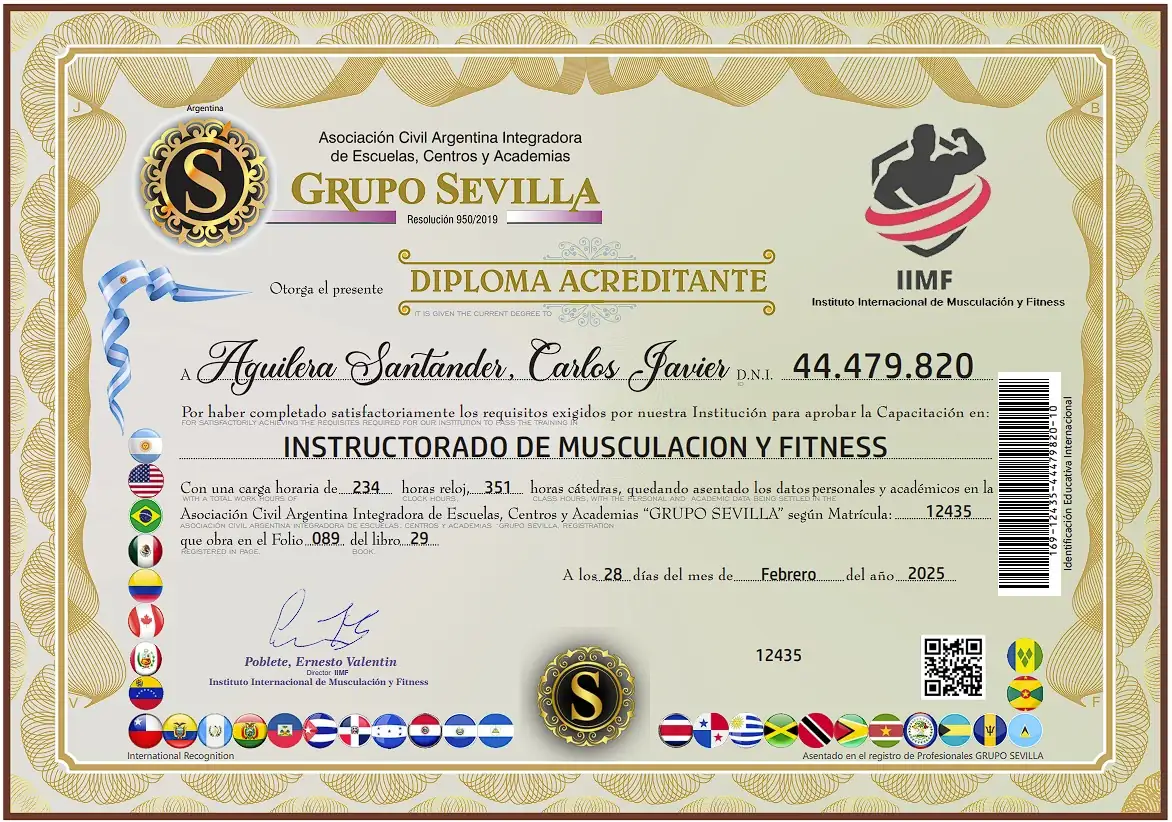 Argentina
S
Asociación Civil Argentina Integradora
de Escuelas, Centros y Academias
GRUPO SEVILLA
Resolución 950/2019
IIMF
Instituto Internacional de Musculación y Fitness
J
B
Otorga el presente
DIPLOMA ACREDITANTE
IT IS GIVEN THE CURRENT DEGREE TO
A Aguilera Santander, Carlos Javier D.N.I. 44.479.820
Por haber completado satisfactoriamente los requisitos exigidos por nuestra Institución para aprobar la Capacitación en:
FOR SATISFACTORILY ACHIEVING THE REQUISITES REQUIRED FOR OUR INSTITUTION TO PASS THE TRAINING IN
INSTRUCTORADO DE MUSCULACION Y FITNESS
Con una carga horaria de 234 horas reloj, 351 horas cátedras, quedando asentado los datos personales y académicos en la
WITH A TOTAL WORK HOURS OF CLOCK HOURS, CLASS HOURS, WITH THE PERSONAL AND ACADEMIC DATA BEING SETTLED IN THE
Asociación Civil Argentina Integradora de Escuelas, Centros y Academias “GRUPO SEVILLA” según Matrícula: 12435
ASOCIACIÓN CIVIL ARGENTINA INTEGRADORA DE ESCUELAS, CENTROS Y ACADEMIAS "GRUPO SEVILLA. REGISTRATION
que obra en el Folio 089 del libro 29
REGISTERED IN PAGE. BOOK.
A los 28 días del mes de Febrero del año 2025
169-12435-4479820-10
Identificación Educativa Internacional
Poblete, Ernesto Valentin
Director IIMF
Instituto Internacional de Musculación y Fitness
S
12435
V
F
International Recognition
Asentado en el registro de Profesionales GRUPO SEVILLA